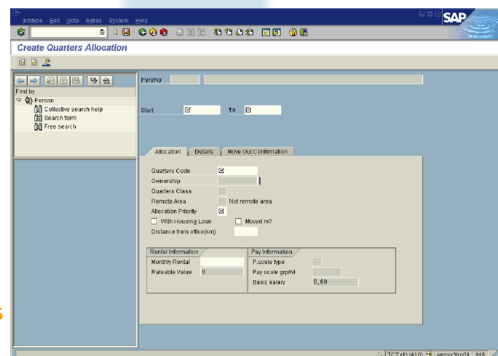 Infotype Edit Goto Extras System Help
SAP
Create Quarters Allocation
PersNo
Find by
Person
Collective search help
Search term
Free search
Start to
Allocation Details Move Out Confirmation
Quarters Code
Ownership
Quarters Class
Remote Area Not remote area
Allocation Priority
With Housing Loan Moved in?
Distance from office(km)
Rental Information Pay Information
Monthly Rental P.scale type
Rateable Value 0 Pay scale grp/lvl
Basic salary 0,00
INS